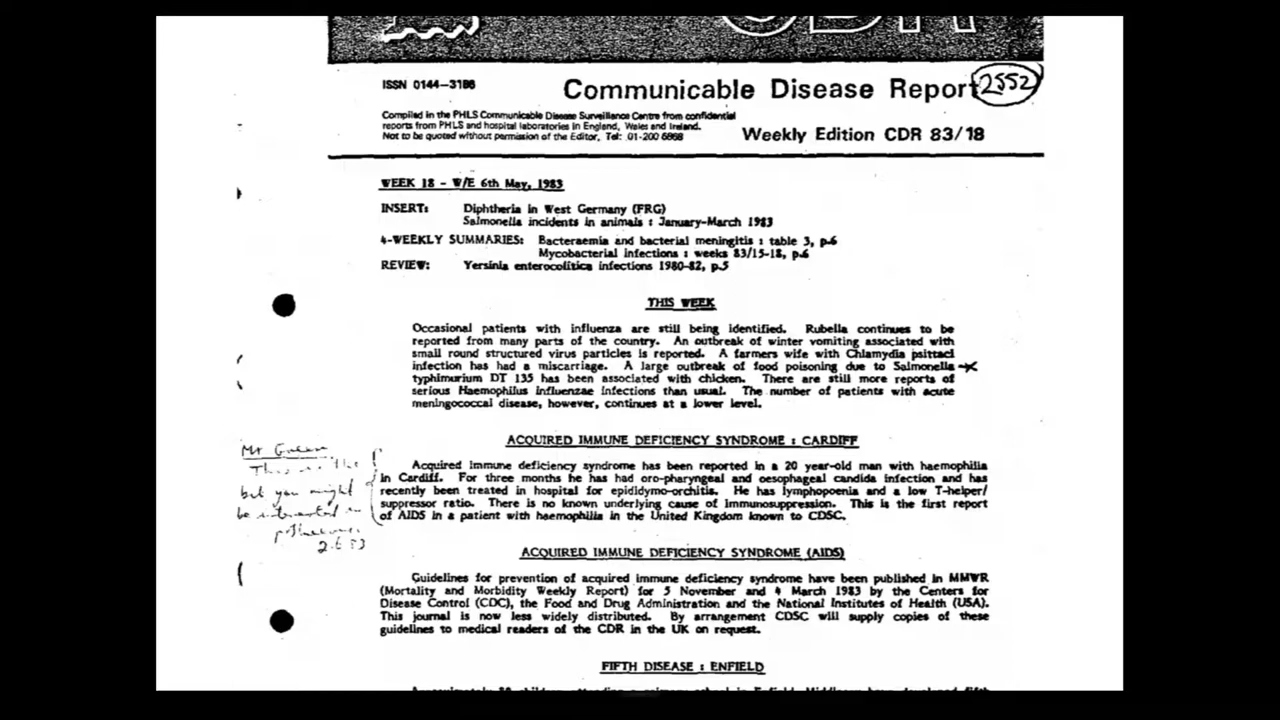 CDR
ISSN 0144-3186
Communicable Disease Report
2552
Compiled in the PHLS Communicable Disease Surveillance Centre from confidential
reports from PHLS and hospital laboratories in England, Wales and Ireland.
Not to be quoted without permission of the Editor, Tel: 01-200 6868
Weekly Edition CDR 83/18
WEEK 18 - W/E 6th May, 1983
INSERT: Diphtheria in West Germany (FRG)
Salmonella incidents in animals : January-March 1983
4-WEEKLY SUMMARIES: Bacteraemia and bacterial meningitis : table 3, p.6
Mycobacterial infections : weeks 83/15-18, p.6
REVIEW: Yersinia enterocolitica infections 1980-82, p.5
THIS WEEK
Occasional patients with influenza are still being identified. Rubella continues to be
reported from many parts of the country. An outbreak of winter vomiting associated with
small round structured virus particles is reported. A farmers wife with Chlamydia psittaci
infection has had a miscarriage. A large outbreak of food poisoning due to Salmonella
typhimurium DT 135 has been associated with chicken. There are still more reports of
serious Haemophilus influenzae infections than usual. The number of patients with acute
meningococcal disease, however, continues at a lower level.
ACQUIRED IMMUNE DEFICIENCY SYNDROME : CARDIFF
Acquired immune deficiency syndrome has been reported in a 20 year-old man with haemophilia
in Cardiff. For three months he has had oro-pharyngeal and oesophageal candida infection and has
recently been treated in hospital for epididymo-orchitis. He has lymphopoenia and a low T-helper/
suppressor ratio. There is no known underlying cause of immunosuppression. This is the first report
of AIDS in a patient with haemophilia in the United Kingdom known to CDSC.
Mr
but you might
be interested in
ACQUIRED IMMUNE DEFICIENCY SYNDROME (AIDS)
Guidelines for prevention of acquired immune deficiency syndrome have been published in MMWR
(Mortality and Morbidity Weekly Report) for 5 November and 4 March 1983 by the Centers for
Disease Control (CDC), the Food and Drug Administration and the National Institutes of Health (USA).
This journal is now less widely distributed. By arrangement CDSC will supply copies of these
guidelines to medical readers of the CDR in the UK on request.
FIFTH DISEASE : ENFIELD